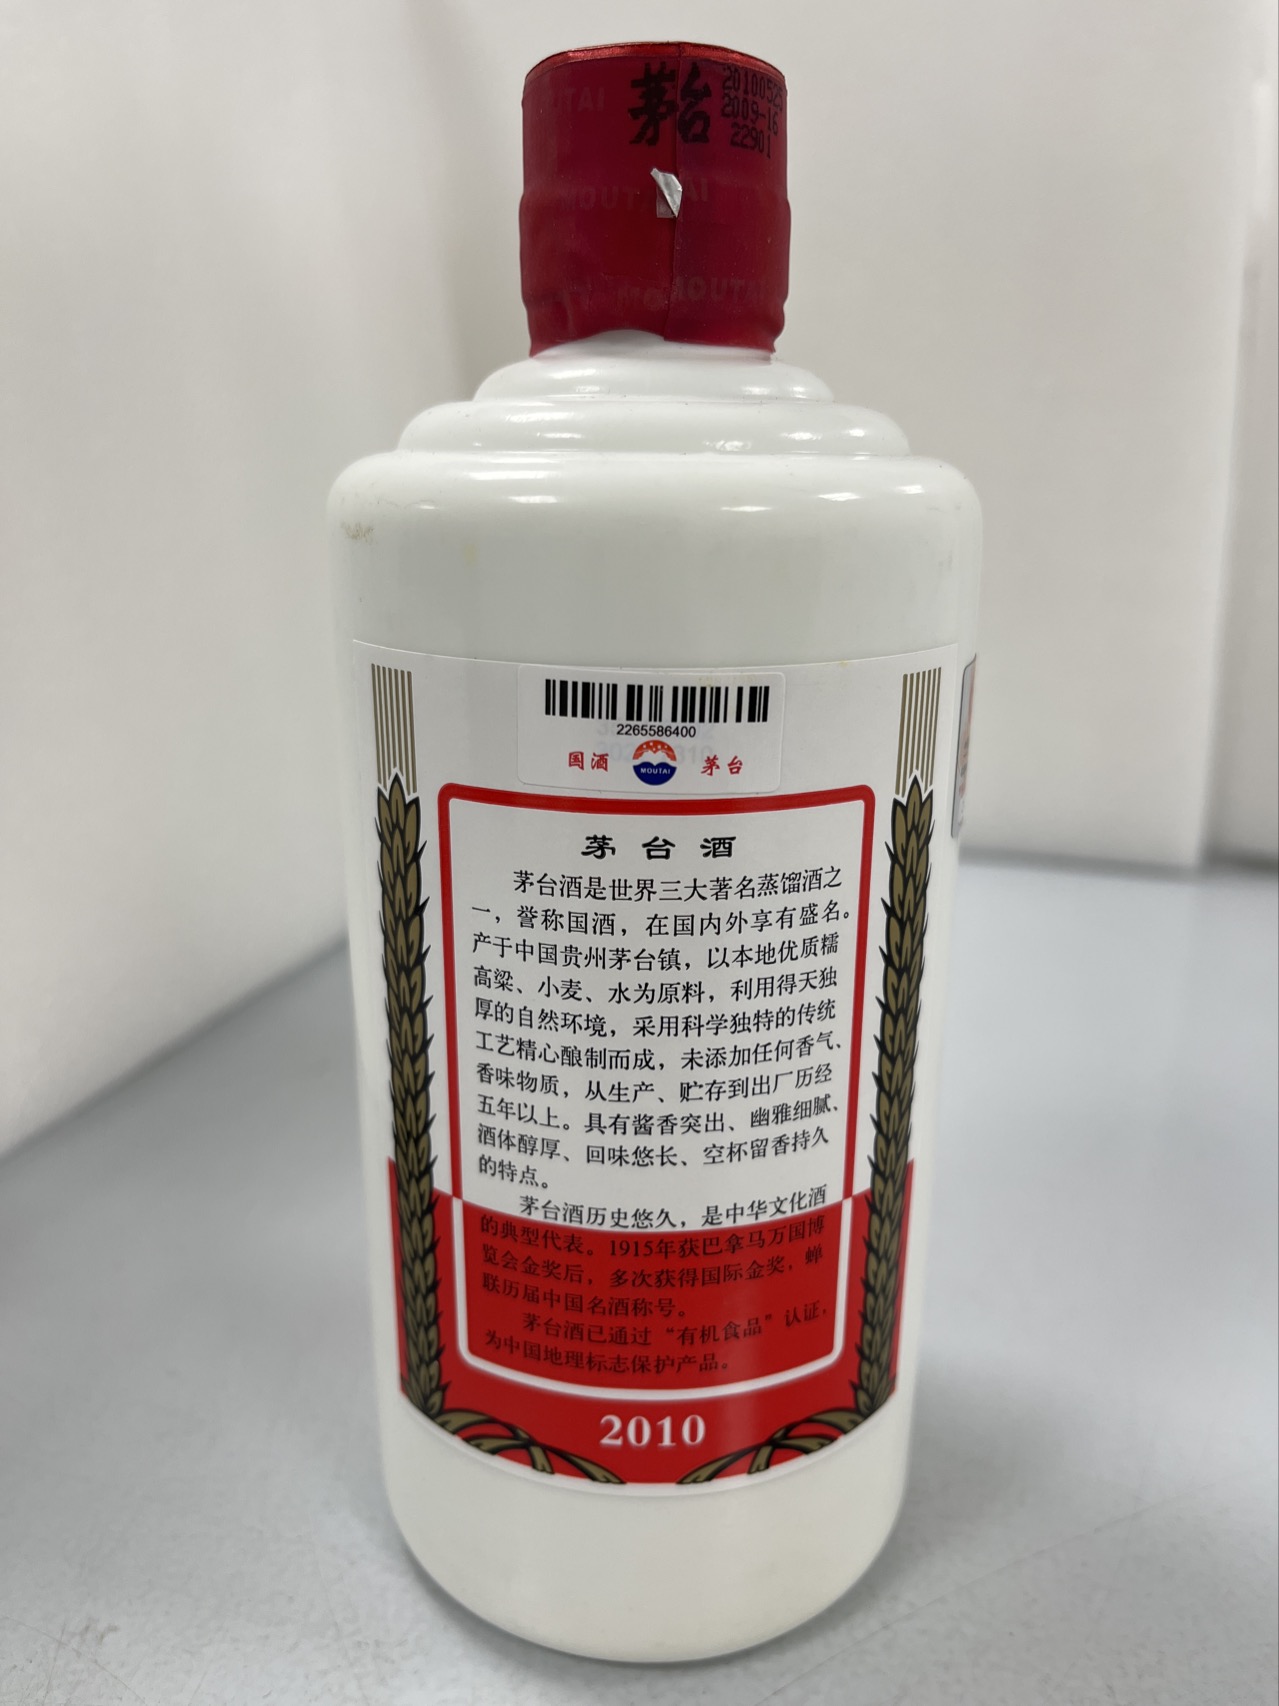 茅台
20100525
2009-16
22901
MOUTAI
MOUTAI
2265586400
国酒 MOUTAI 茅台
茅台酒
茅台酒是世界三大著名蒸馏酒之
一，誉称国酒，在国内外享有盛名。
产于中国贵州茅台镇，以本地优质糯
高粱、小麦、水为原料，利用得天独
厚的自然环境，采用科学独特的传统
工艺精心酿制而成，未添加任何香气、
香味物质，从生产、贮存到出厂历经
五年以上。具有酱香突出、幽雅细腻、
酒体醇厚、回味悠长、空杯留香持久
的特点。
茅台酒历史悠久，是中华文化酒
的典型代表。1915年获巴拿马万国博
览会金奖后，多次获得国际金奖，蝉
联历届中国名酒称号。
茅台酒已通过“有机食品”认证，
为中国地理标志保护产品。
2010